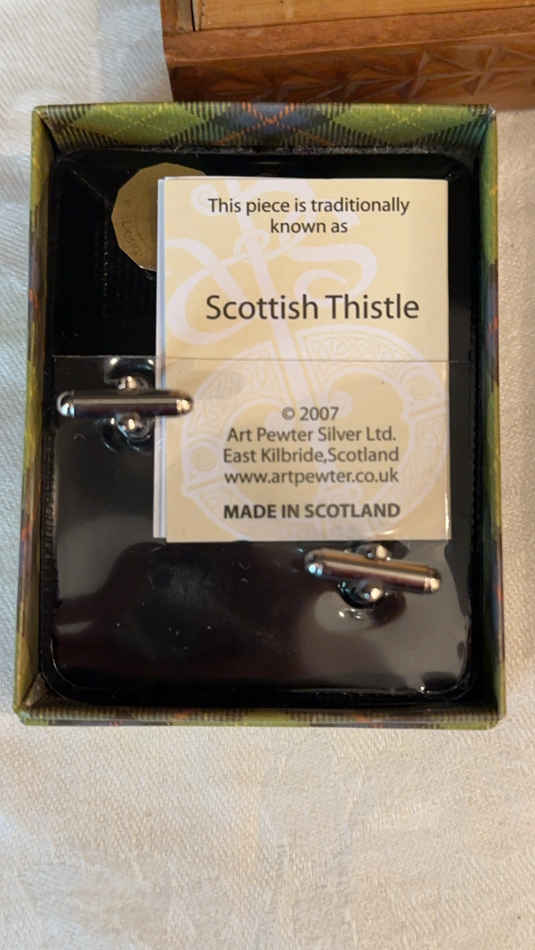 This piece is traditionally
known as
Scottish Thistle
© 2007
Art Pewter Silver Ltd.
East Kilbride,Scotland
www.artpewter.co.uk
MADE IN SCOTLAND